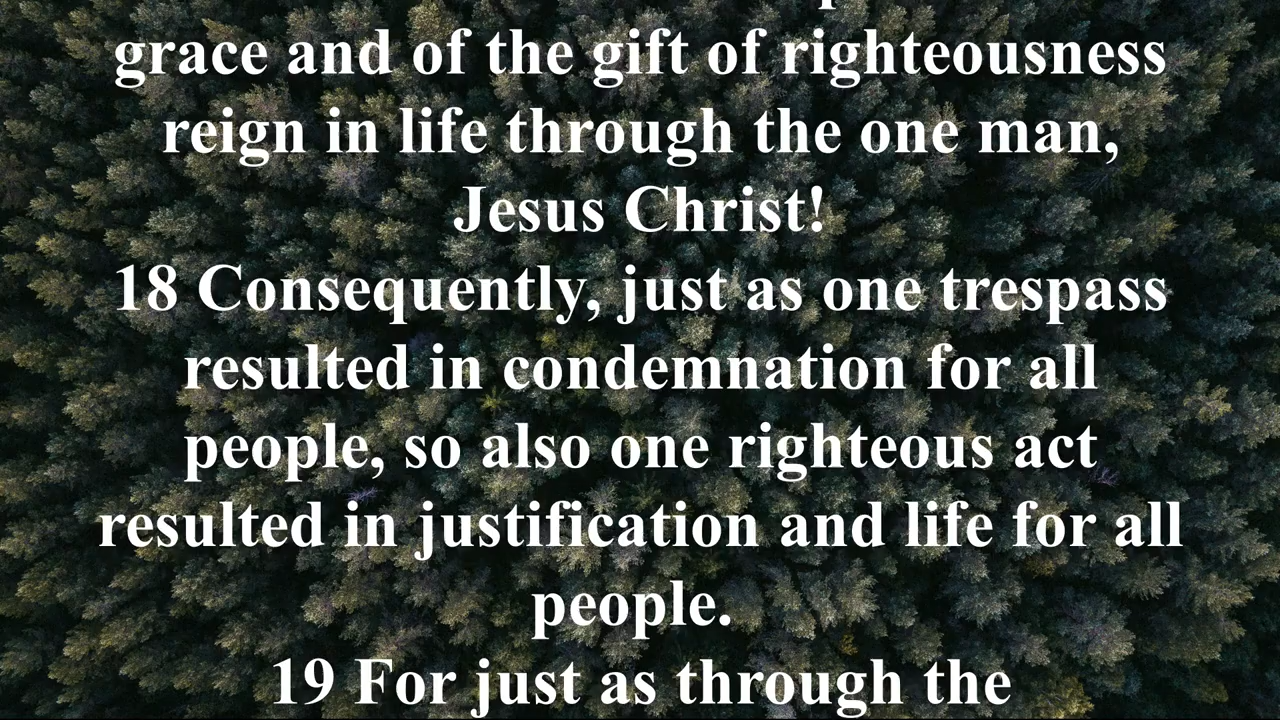 grace and of the gift of righteousness
reign in life through the one man,
Jesus Christ!
18 Consequently, just as one trespass
resulted in condemnation for all
people, so also one righteous act
resulted in justification and life for all
people.
19 For just as through the